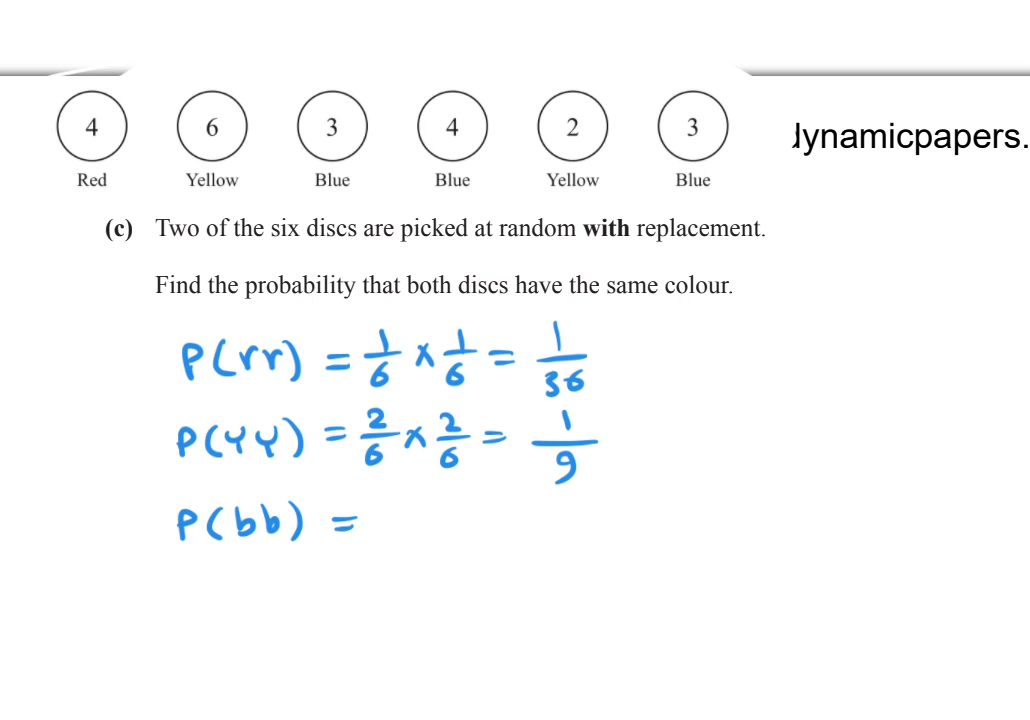 4 6 3 4 2 3
dynamicpapers.
Red Yellow Blue Blue Yellow Blue
(c) Two of the six discs are picked at random with replacement.
Find the probability that both discs have the same colour.
P(rr) = 1/6 x 1/6 = 1/36
P(YY) = 2/6 x 2/6 = 1/9
P(bb) =